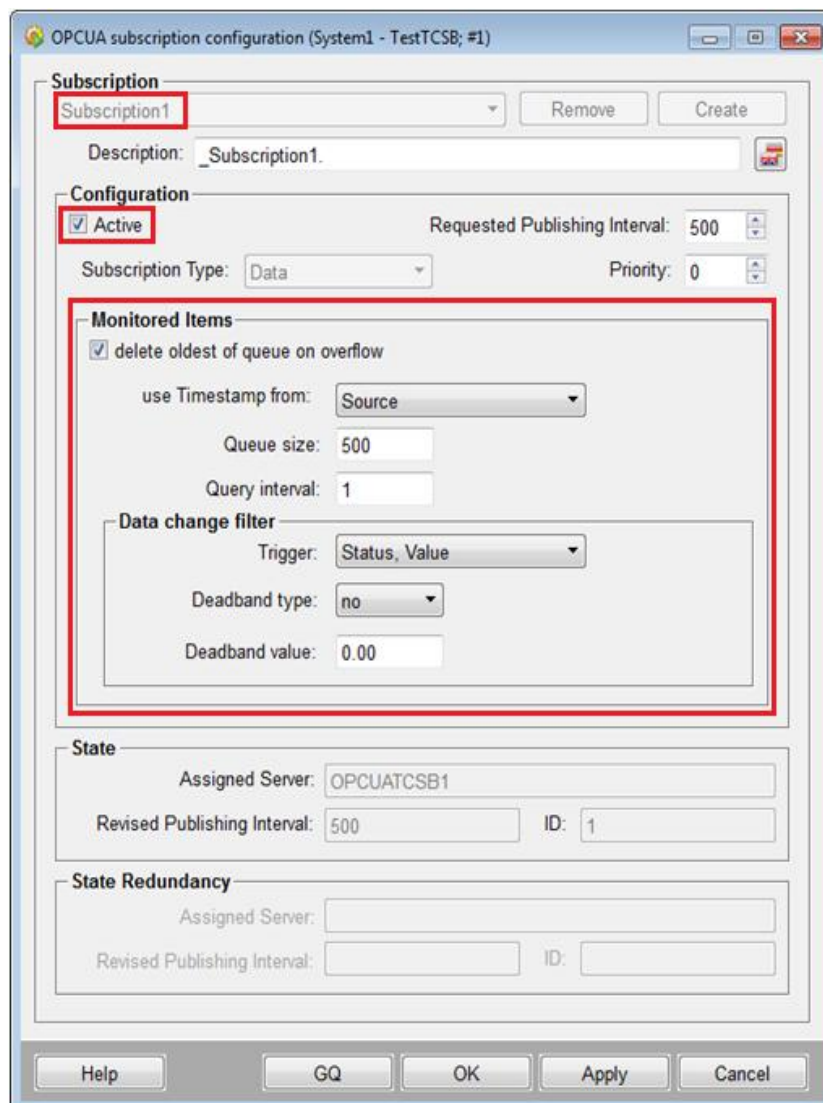 OPCUA subscription configuration (System1 - TestTCSB; #1)
Subscription
Subscription1 Remove Create
Description: _Subscription1.
Configuration
Active Requested Publishing Interval: 500
Subscription Type: Data Priority: 0
Monitored Items
delete oldest of queue on overflow
use Timestamp from: Source
Queue size: 500
Query interval: 1
Data change filter
Trigger: Status, Value
Deadband type: no
Deadband value: 0.00
State
Assigned Server: OPCUATCSB1
Revised Publishing Interval: 500 ID: 1
State Redundancy
Assigned Server:
Revised Publishing Interval: ID:
Help GQ OK Apply Cancel